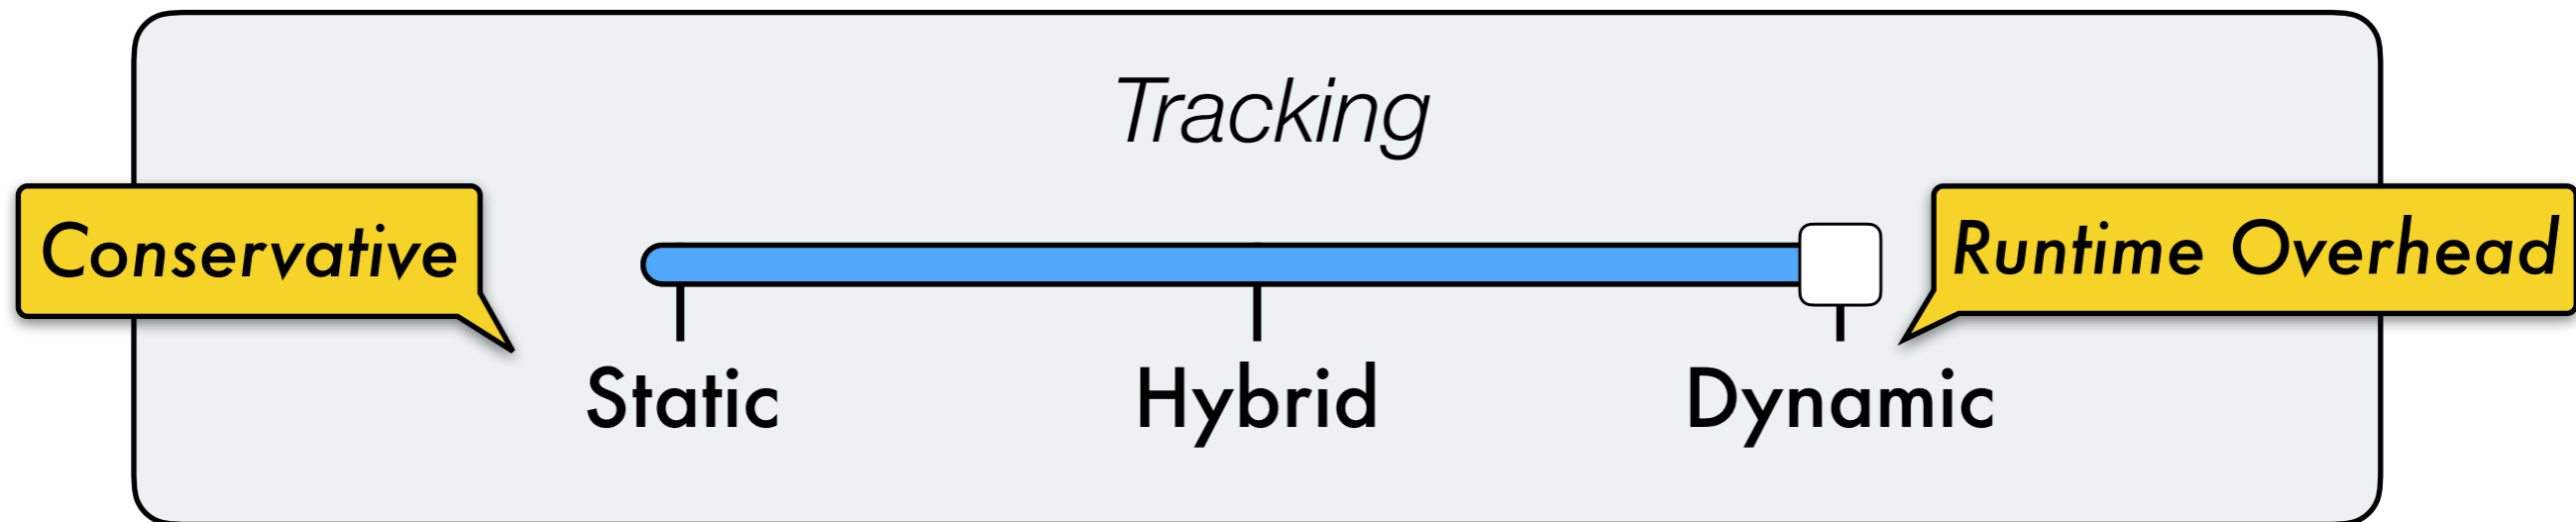 Tracking
Conservative
Runtime Overhead
Static
Hybrid
Dynamic